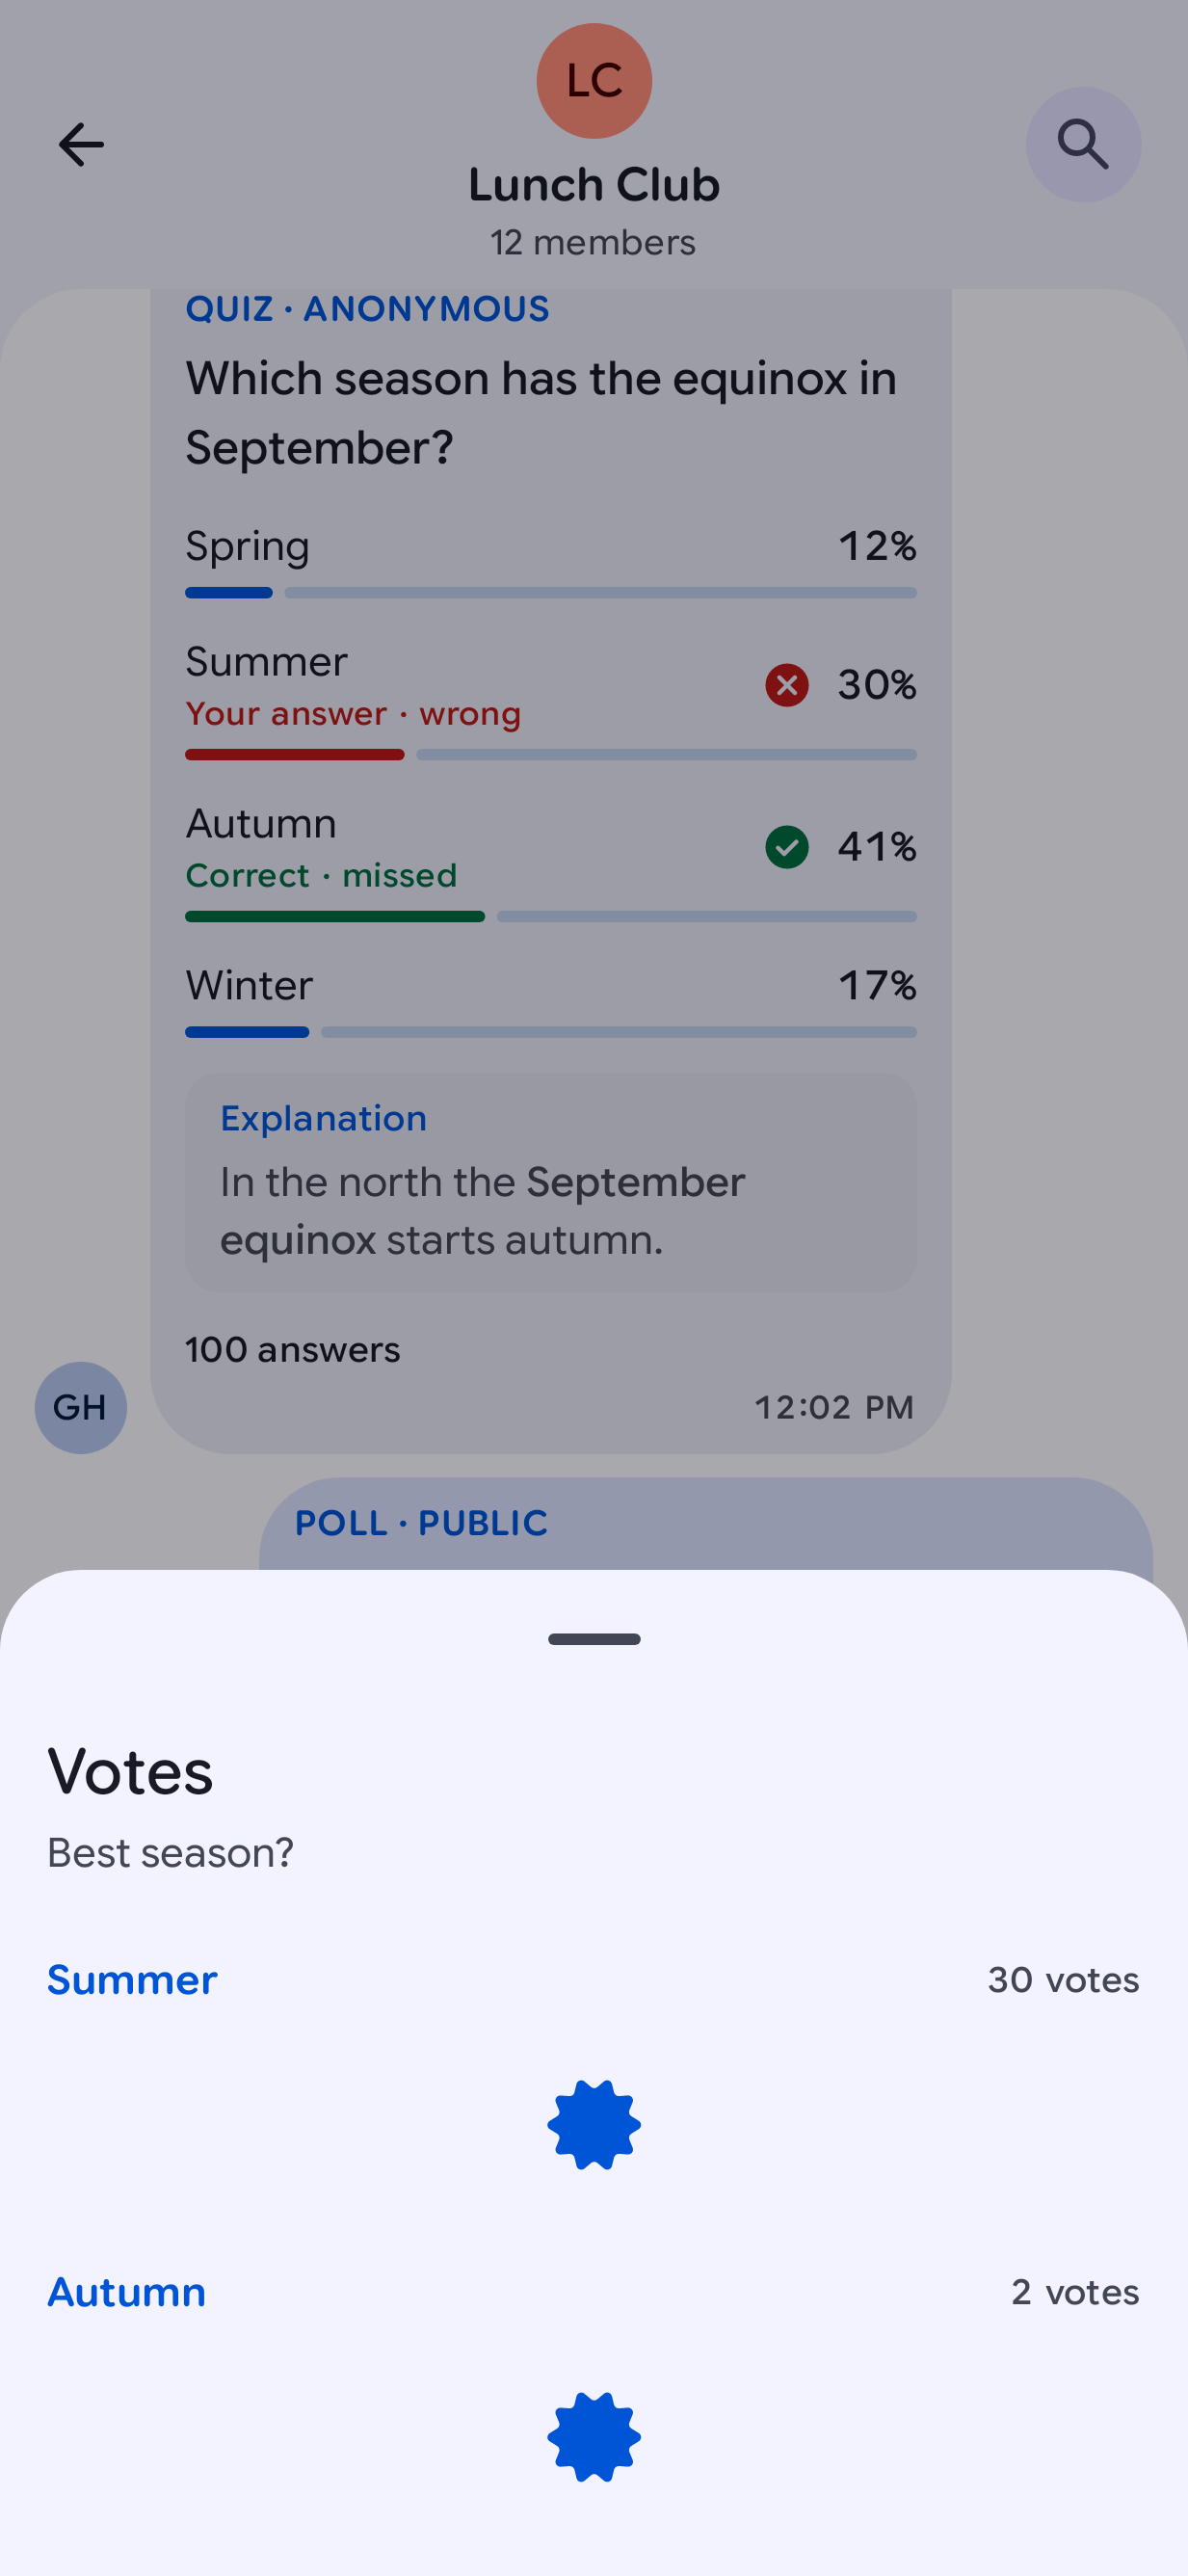 LC
Lunch Club
12 members
QUIZ · ANONYMOUS
Which season has the equinox in
September?
Spring 12%
Summer 30%
Your answer · wrong
Autumn 41%
Correct · missed
Winter 17%
Explanation
In the north the September
equinox starts autumn.
100 answers
GH
12:02 PM
POLL · PUBLIC
Votes
Best season?
Summer 30 votes
Autumn 2 votes